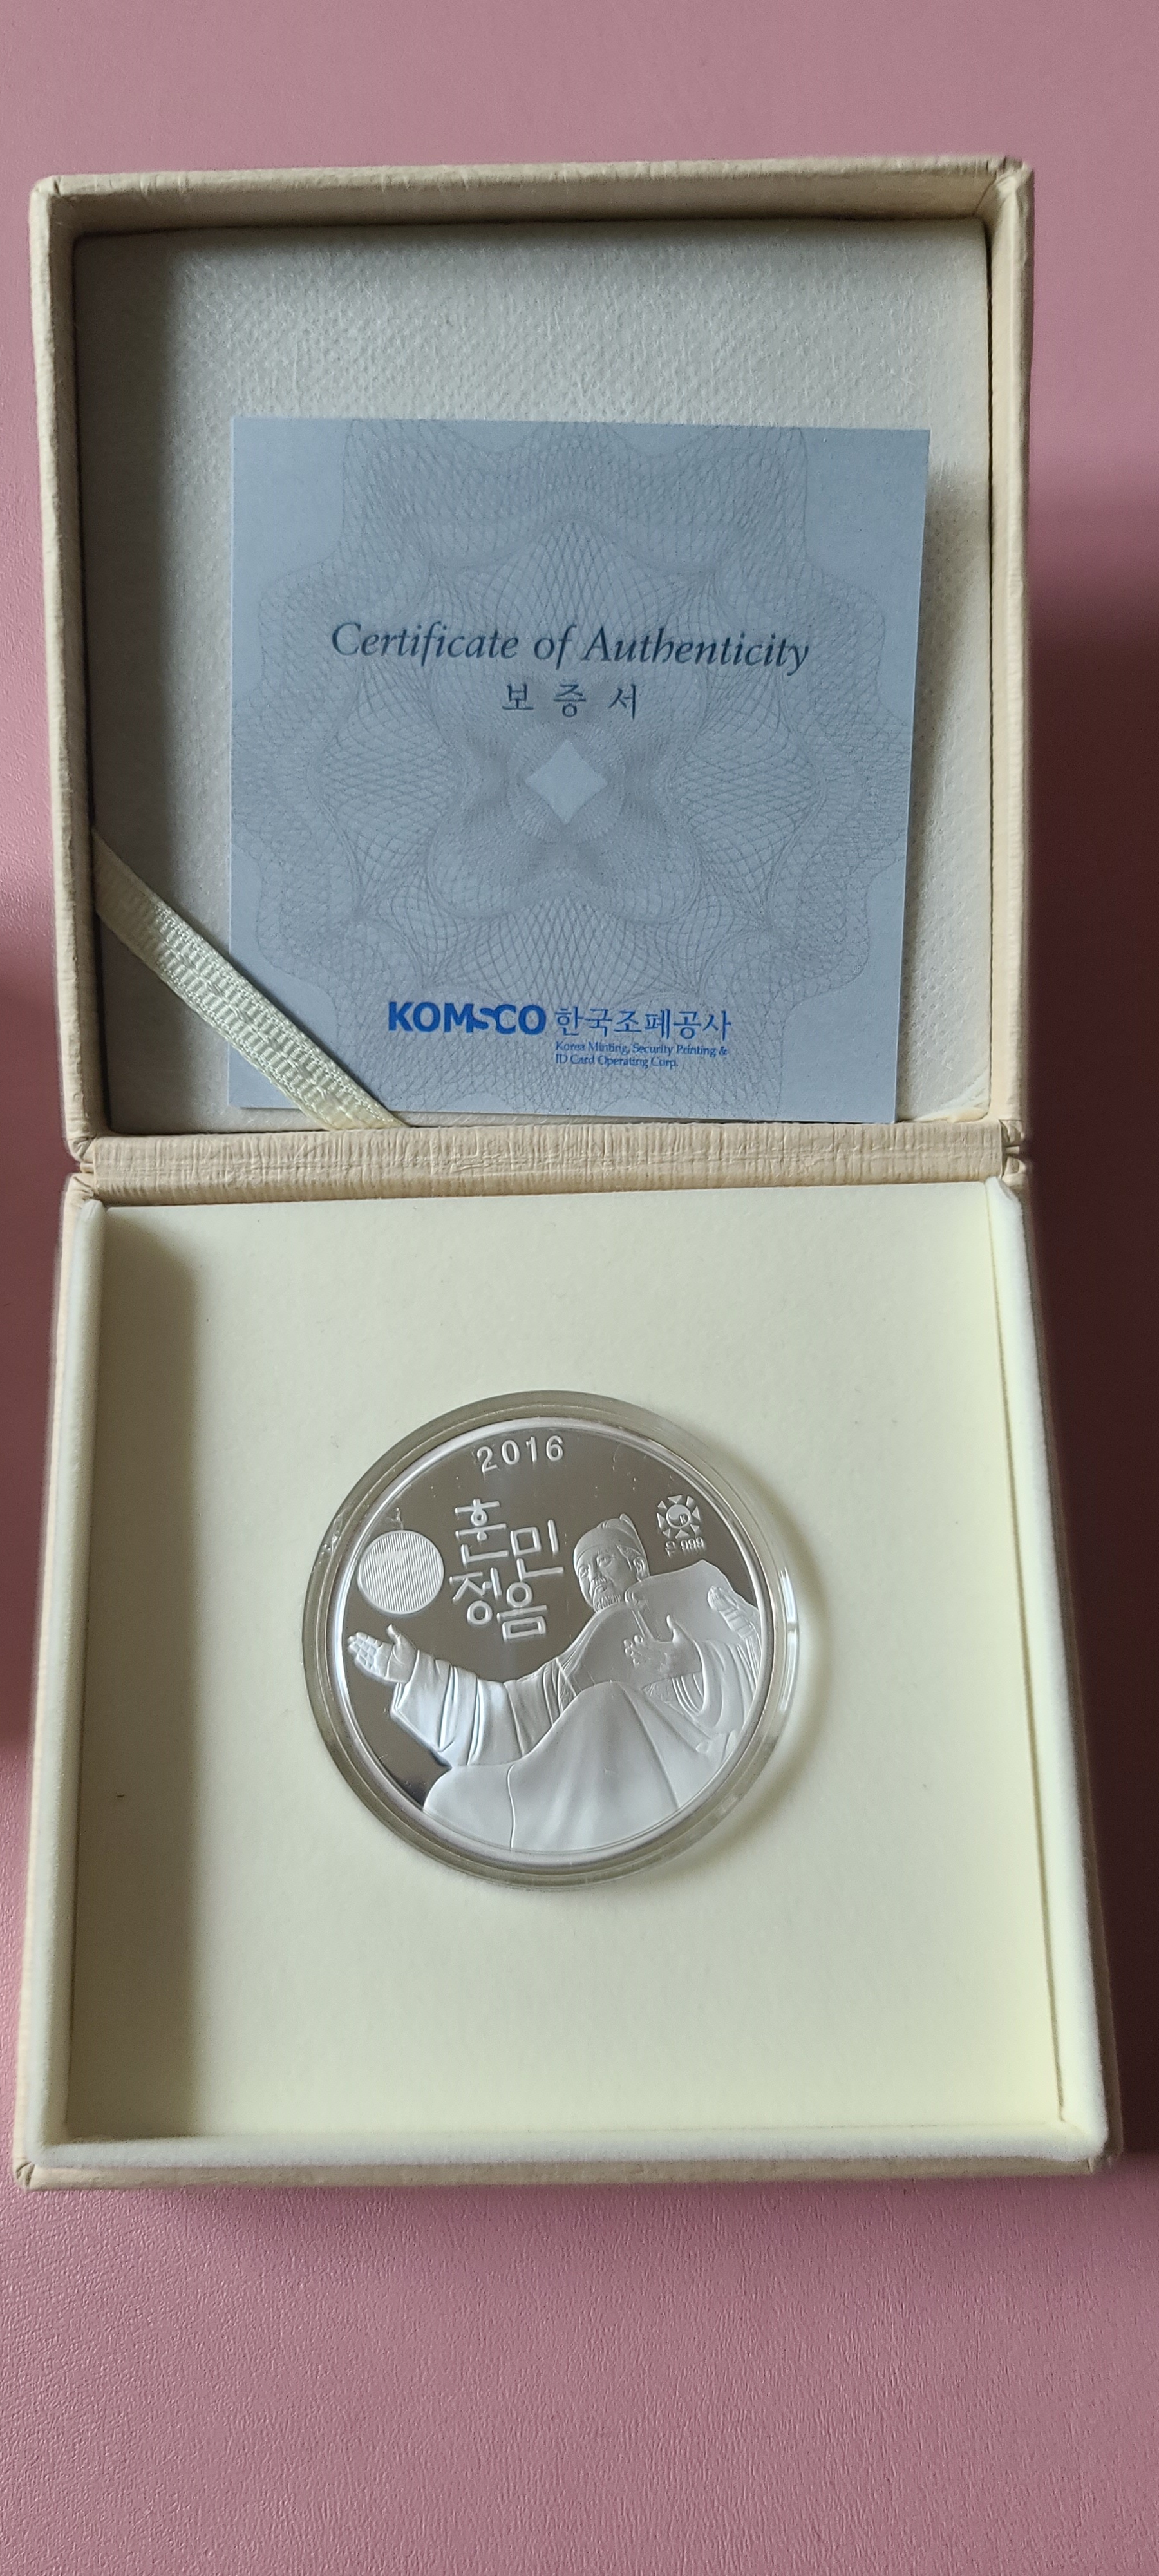 Certificate of Authenticity
보증서
KOMSCO 한국조폐공사
Korea Minting, Security Printing &
ID Card Operating Corp.
2016
훈민
정음
은 999